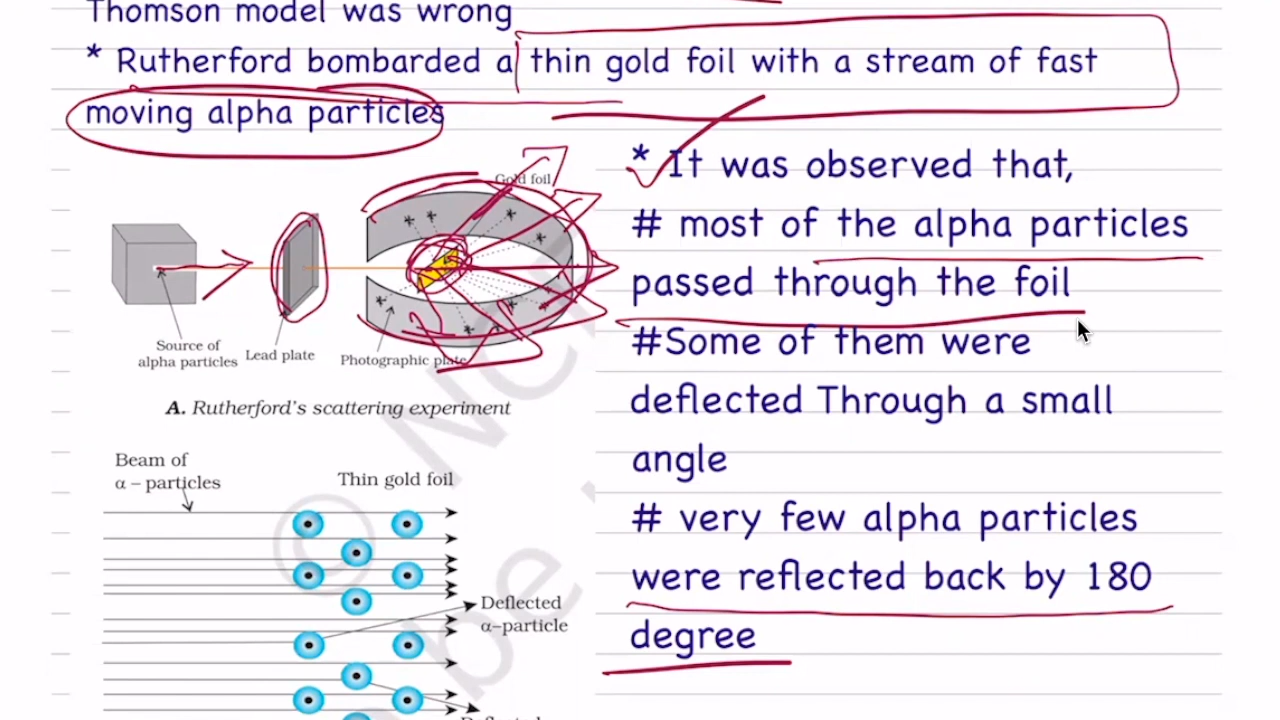 Thomson model was wrong
* Rutherford bombarded a thin gold foil with a stream of fast
moving alpha particles
* It was observed that,
# most of the alpha particles
passed through the foil
#Some of them were
deflected Through a small
angle
# very few alpha particles
were reflected back by 180
degree
Gold foil
Source of
alpha particles
Lead plate
Photographic plate
A. Rutherford's scattering experiment
Beam of
α – particles
Thin gold foil
Deflected
α–particle
Deflected